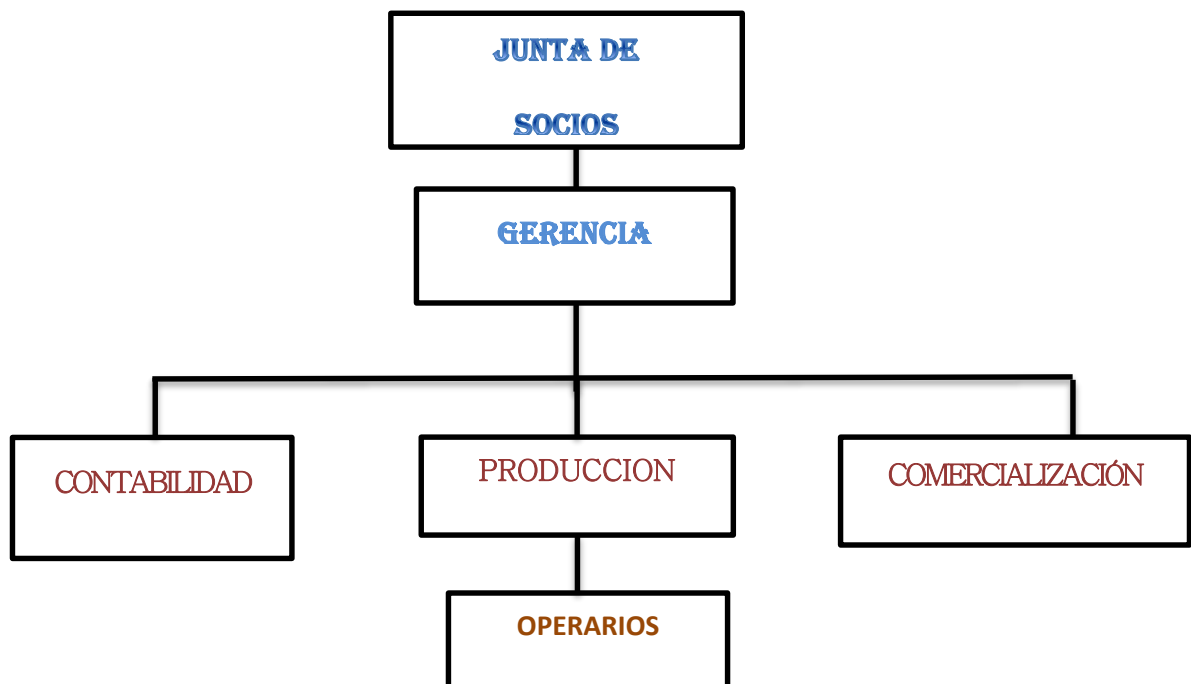 JUNTA DE
SOCIOS
GERENCIA
CONTABILIDAD
PRODUCCION
COMERCIALIZACIÓN
OPERARIOS